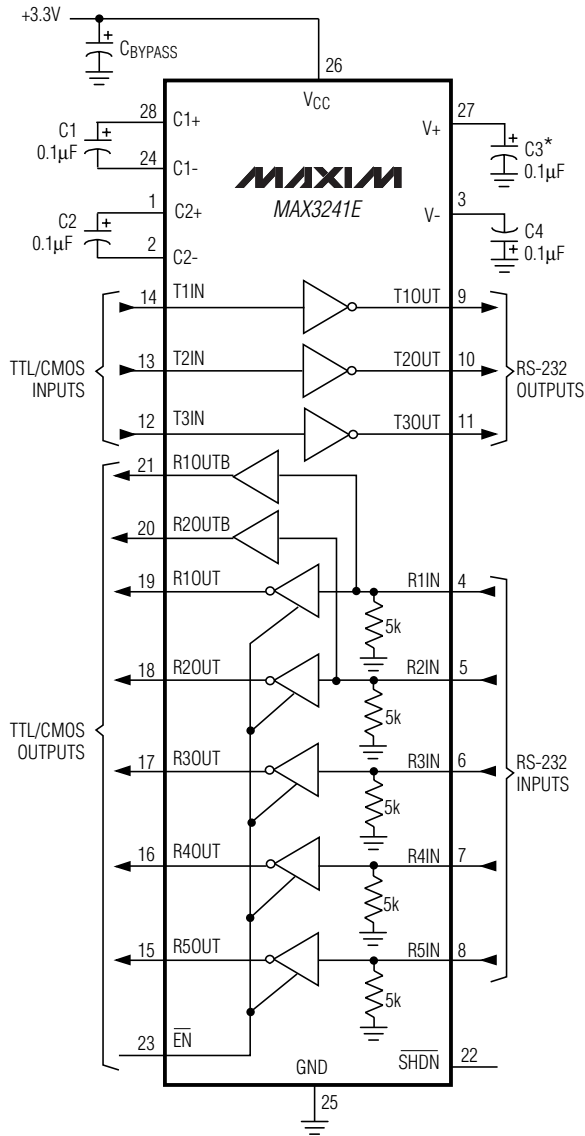 +3.3V
CBYPASS
26
VCC
28
C1+
C1
0.1µF
24
C1-
1
C2+
C2
0.1µF
2
C2-
MAXIM
MAX3241E
27
V+
C3*
0.1µF
3
V-
C4
0.1µF
TTL/CMOS
INPUTS
14 T1IN T1OUT 9
13 T2IN T2OUT 10
12 T3IN T3OUT 11
RS-232
OUTPUTS
21 R1OUTB
20 R2OUTB
19 R1OUT R1IN 4
5k
18 R2OUT R2IN 5
5k
TTL/CMOS
OUTPUTS
17 R3OUT R3IN 6
5k
RS-232
INPUTS
16 R4OUT R4IN 7
5k
15 R5OUT R5IN 8
5k
23 E̅N̅
GND
S̅H̅D̅N̅ 22
25